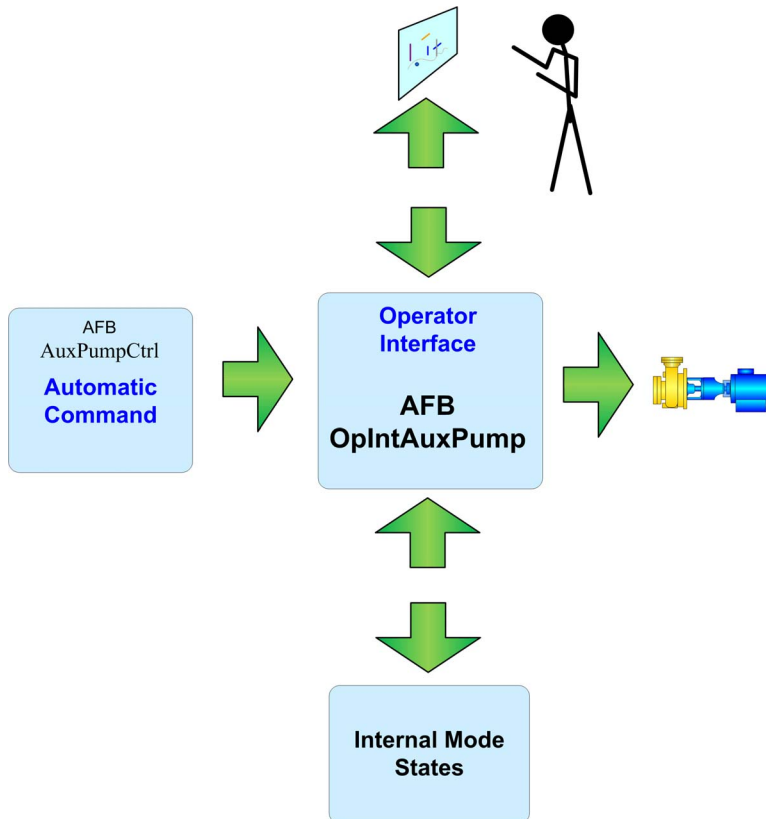 Operator
Interface
AFB
OpIntAuxPump
AFB
AuxPumpCtrl
Automatic
Command
Internal Mode
States